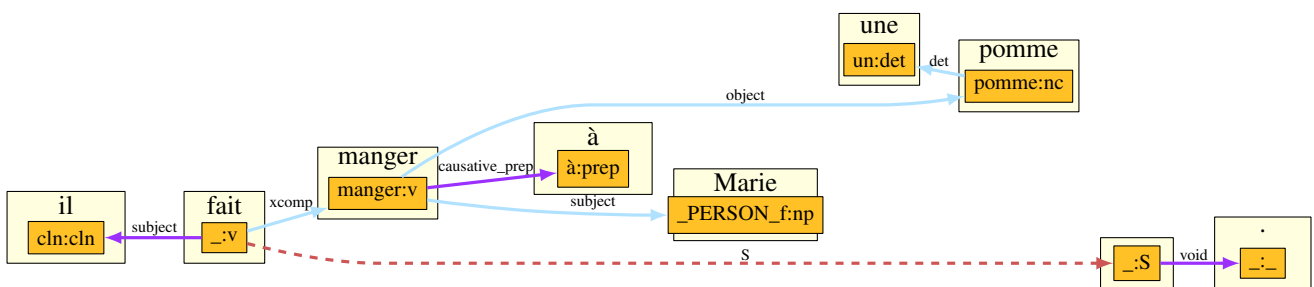 une
un:det
det
pomme
pomme:nc
object
à
à:prep
manger
manger:v
causative_prep
Marie
_PERSON_f:np
subject
xcomp
il
cln:cln
subject
fait
_:v
S
_:S
void
.
_:_